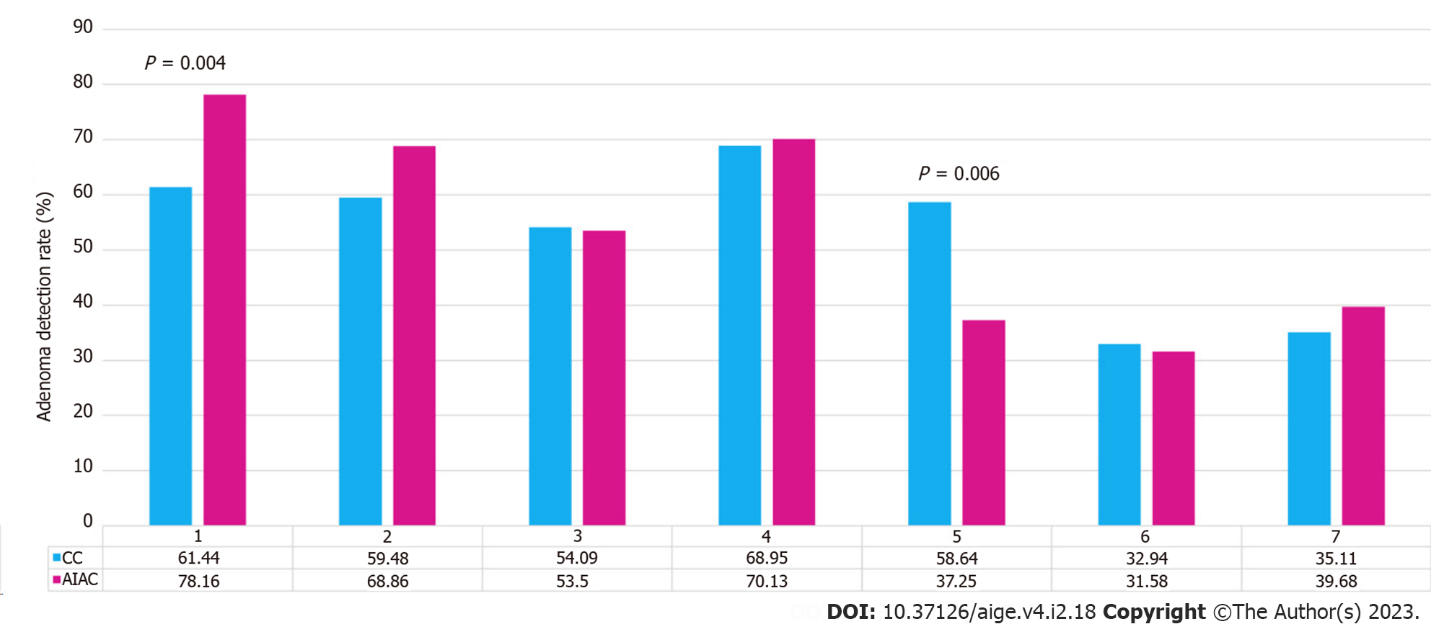 90
P = 0.004
80
70
P = 0.006
60
50
40
30
20
10
0
Adenoma detection rate (%)
1 2 3 4 5 6 7
CC 61.44 59.48 54.09 68.95 58.64 32.94 35.11
AIAC 78.16 68.86 53.5 70.13 37.25 31.58 39.68
DOI: 10.37126/aige.v4.i2.18 Copyright ©The Author(s) 2023.